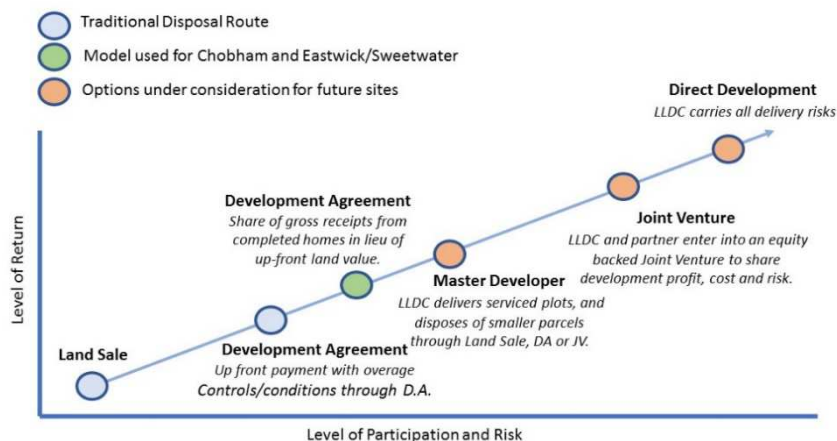 Traditional Disposal Route
Model used for Chobham and Eastwick/Sweetwater
Options under consideration for future sites
Direct Development
LLDC carries all delivery risks
Development Agreement
Share of gross receipts from
completed homes in lieu of
up-front land value.
Joint Venture
LLDC and partner enter into an equity
backed Joint Venture to share
development profit, cost and risk.
Master Developer
LLDC delivers serviced plots, and
disposes of smaller parcels
through Land Sale, DA or JV.
Land Sale
Development Agreement
Up front payment with overage
Controls/conditions through D.A.
Level of Return
Level of Participation and Risk